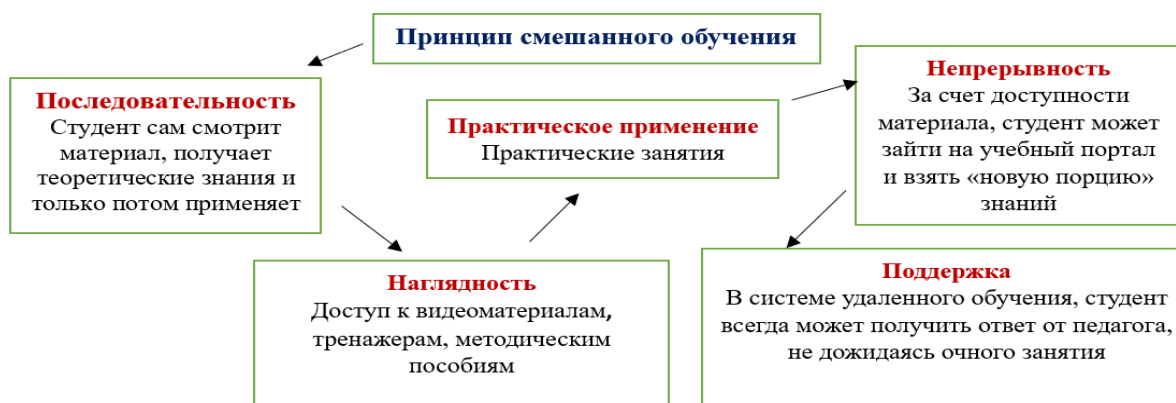 Принцип смешанного обучения
Последовательность
Студент сам смотрит
материал, получает
теоретические знания и
только потом применяет
Наглядность
Доступ к видеоматериалам,
тренажерам, методическим
пособиям
Практическое применение
Практические занятия
Непрерывность
За счет доступности
материала, студент может
зайти на учебный портал
и взять «новую порцию»
знаний
Поддержка
В системе удаленного обучения, студент
всегда может получить ответ от педагога,
не дожидаясь очного занятия